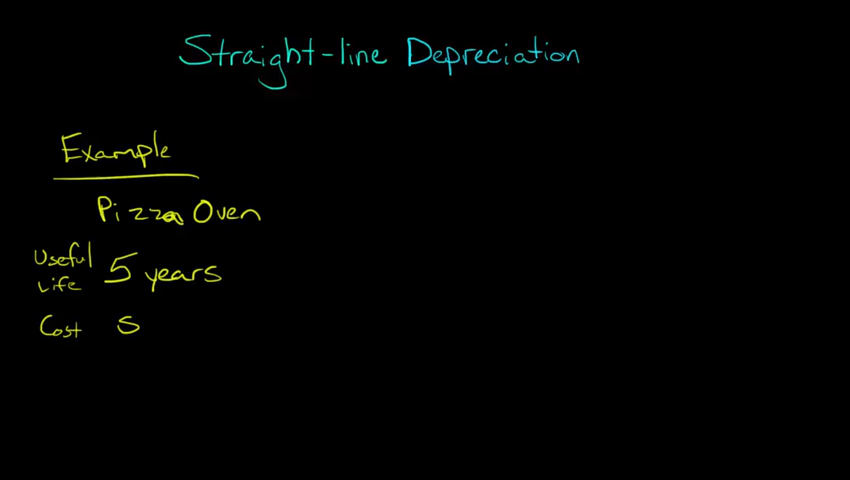 Straight-line Depreciation
Example
Pizza Oven
Useful Life 5 years
Cost S